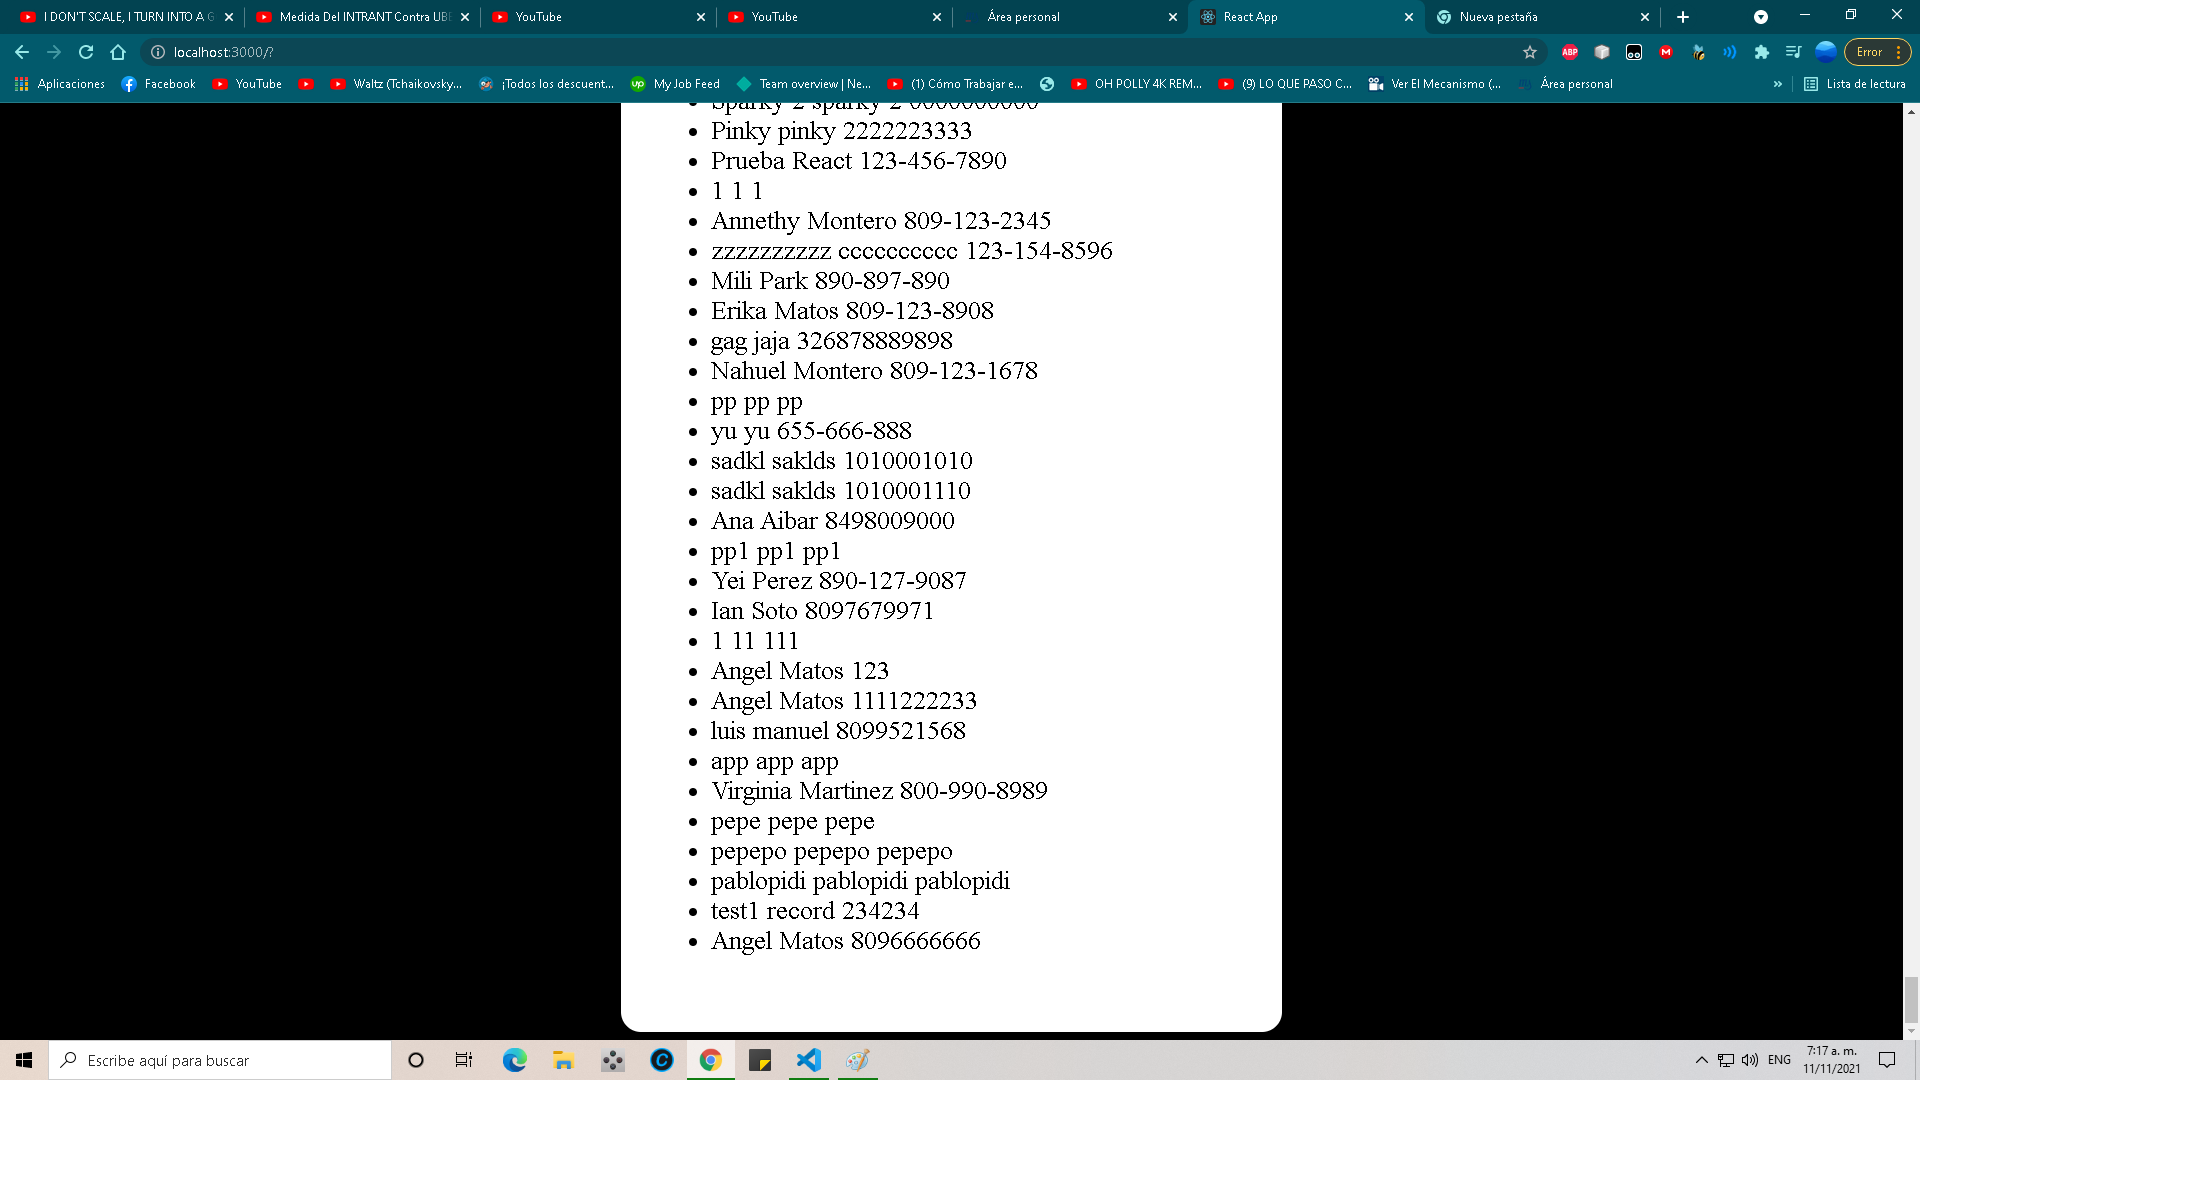 I DON'T SCALE, I TURN INTO A G
Medida Del INTRANT Contra UBE
YouTube
YouTube
Área personal
React App
Nueva pestaña
localhost:3000/?
ABP
Error
Aplicaciones
Facebook
YouTube
Waltz (Tchaikovsky...
¡Todos los descuent...
My Job Feed
Team overview | Ne...
(1) Cómo Trabajar e...
OH POLLY 4K REM...
(9) LO QUE PASO C...
Ver El Mecanismo (...
Área personal
»
Lista de lectura
Sparky 2 sparky 2 0000000000
Pinky pinky 2222223333
Prueba React 123-456-7890
1 1 1
Annethy Montero 809-123-2345
zzzzzzzzzz cccccccccc 123-154-8596
Mili Park 890-897-890
Erika Matos 809-123-8908
gag jaja 326878889898
Nahuel Montero 809-123-1678
pp pp pp
yu yu 655-666-888
sadkl saklds 1010001010
sadkl saklds 1010001110
Ana Aibar 8498009000
pp1 pp1 pp1
Yei Perez 890-127-9087
Ian Soto 8097679971
1 11 111
Angel Matos 123
Angel Matos 1111222233
luis manuel 8099521568
app app app
Virginia Martinez 800-990-8989
pepe pepe pepe
pepepo pepepo pepepo
pablopidi pablopidi pablopidi
test1 record 234234
Angel Matos 8096666666
Escribe aquí para buscar
ENG
7:17 a. m.
11/11/2021